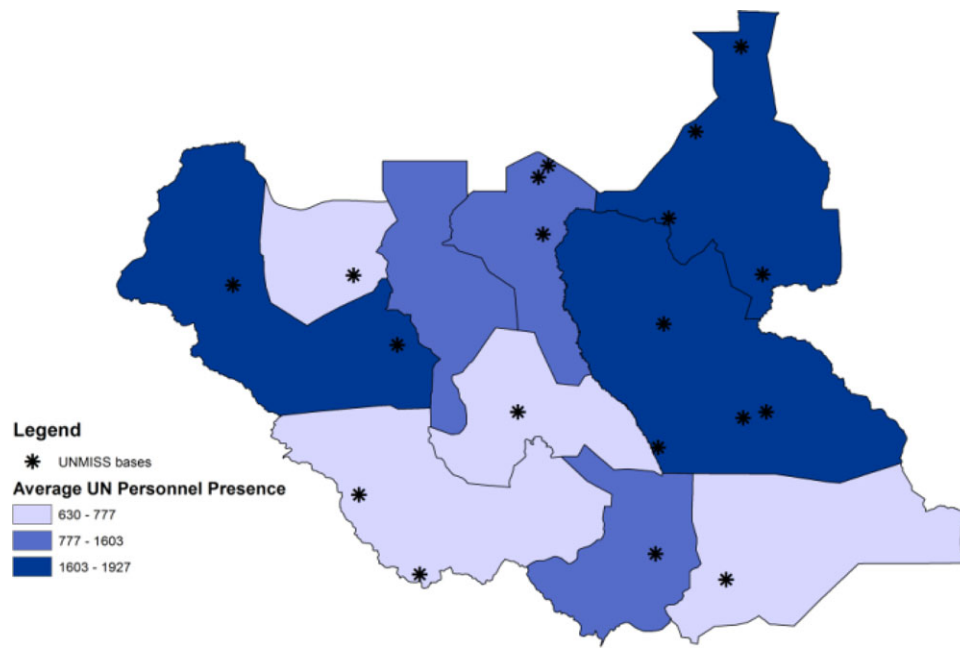 Legend
UNMISS bases
Average UN Personnel Presence
630 - 777
777 - 1603
1603 - 1927